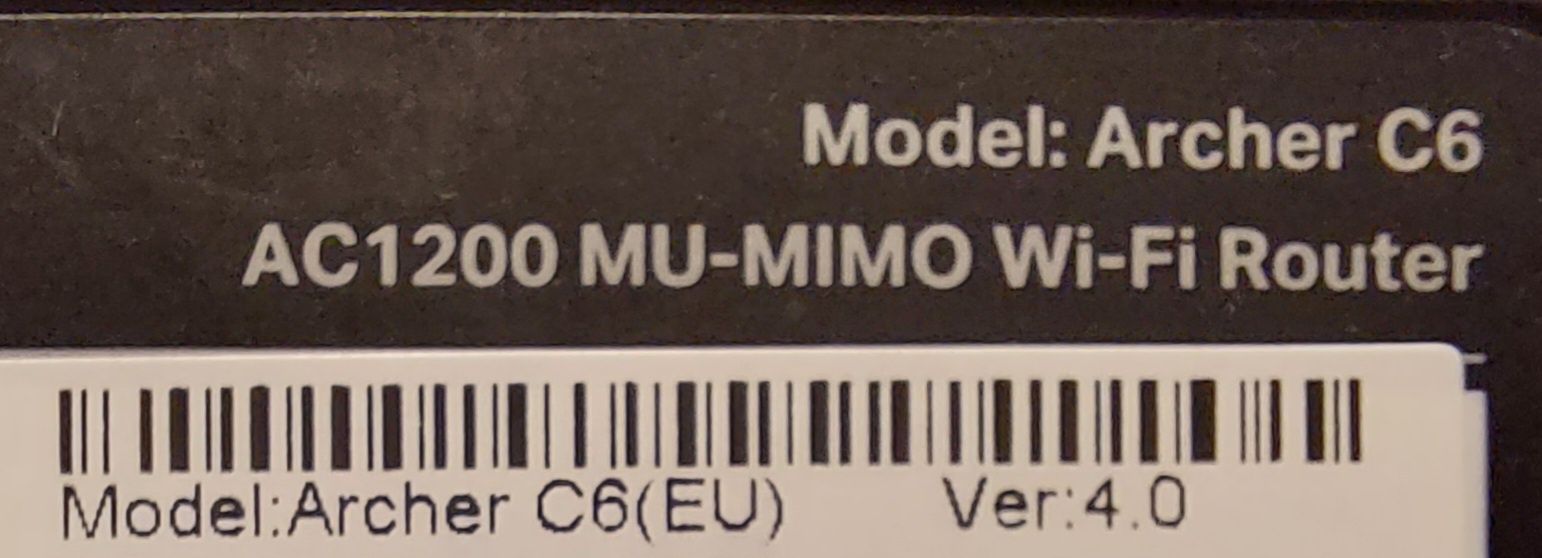 Model: Archer C6
AC1200 MU-MIMO Wi-Fi Router
Model:Archer C6(EU) Ver:4.0